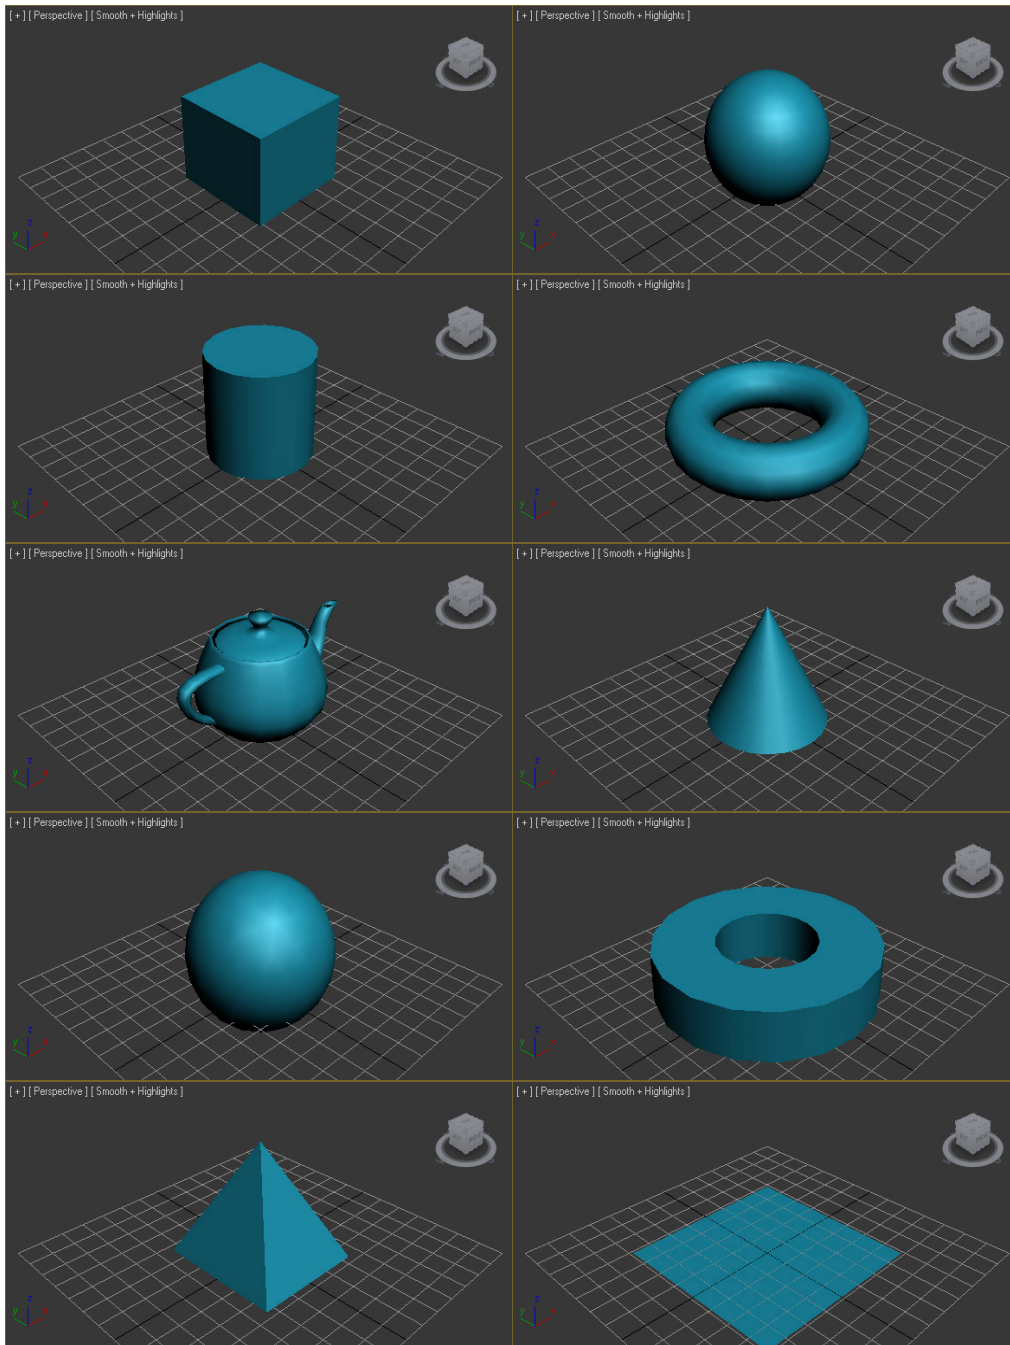 [ + ] [ Perspective ] [ Smooth + Highlights ]
[ + ] [ Perspective ] [ Smooth + Highlights ]
z
y
x
z
y
x
[ + ] [ Perspective ] [ Smooth + Highlights ]
[ + ] [ Perspective ] [ Smooth + Highlights ]
z
y
x
z
y
x
[ + ] [ Perspective ] [ Smooth + Highlights ]
[ + ] [ Perspective ] [ Smooth + Highlights ]
z
y
x
z
y
x
[ + ] [ Perspective ] [ Smooth + Highlights ]
[ + ] [ Perspective ] [ Smooth + Highlights ]
z
y
x
z
y
x
[ + ] [ Perspective ] [ Smooth + Highlights ]
[ + ] [ Perspective ] [ Smooth + Highlights ]
z
y
x
z
y
x